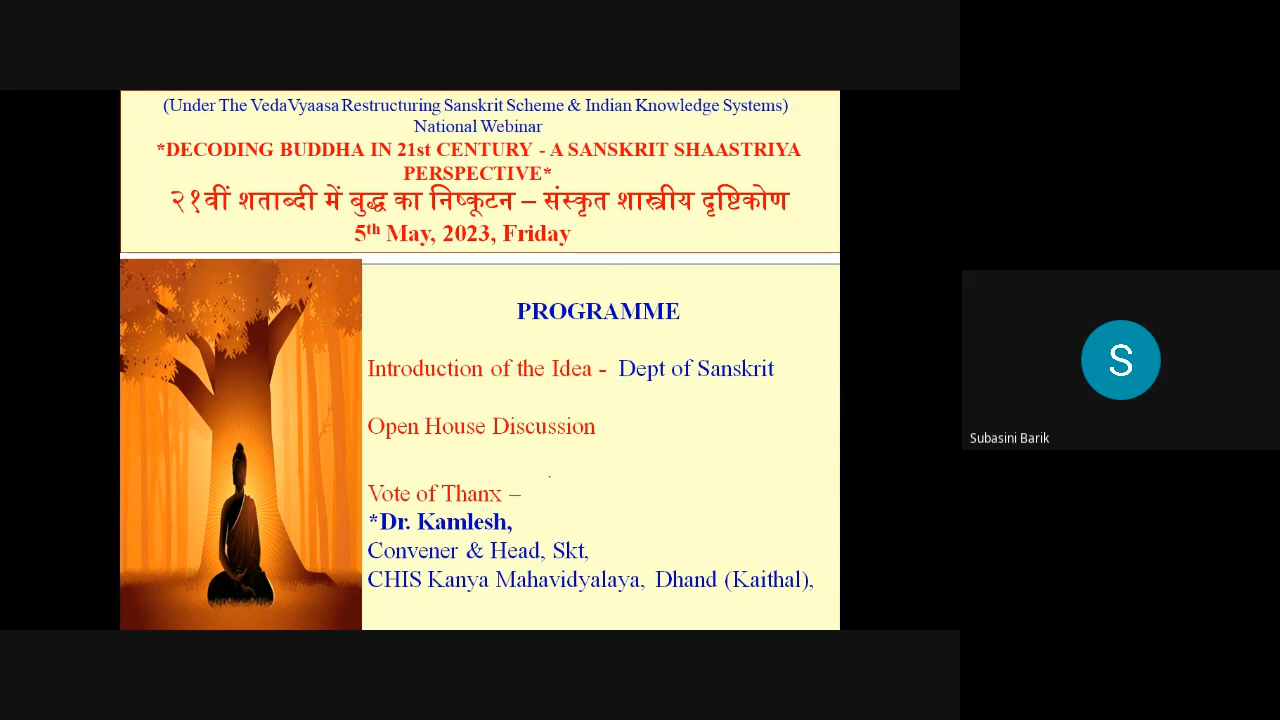 (Under The VedaVyaasa Restructuring Sanskrit Scheme & Indian Knowledge Systems)
National Webinar
*DECODING BUDDHA IN 21st CENTURY - A SANSKRIT SHAASTRIYA
PERSPECTIVE*
२१वीं शताब्दी में बुद्ध का निष्कूटन – संस्कृत शास्त्रीय दृष्टिकोण
5th May, 2023, Friday
PROGRAMME
Introduction of the Idea - Dept of Sanskrit
Open House Discussion
Vote of Thanx –
*Dr. Kamlesh,
Convener & Head, Skt,
CHIS Kanya Mahavidyalaya, Dhand (Kaithal),
S
Subasini Barik